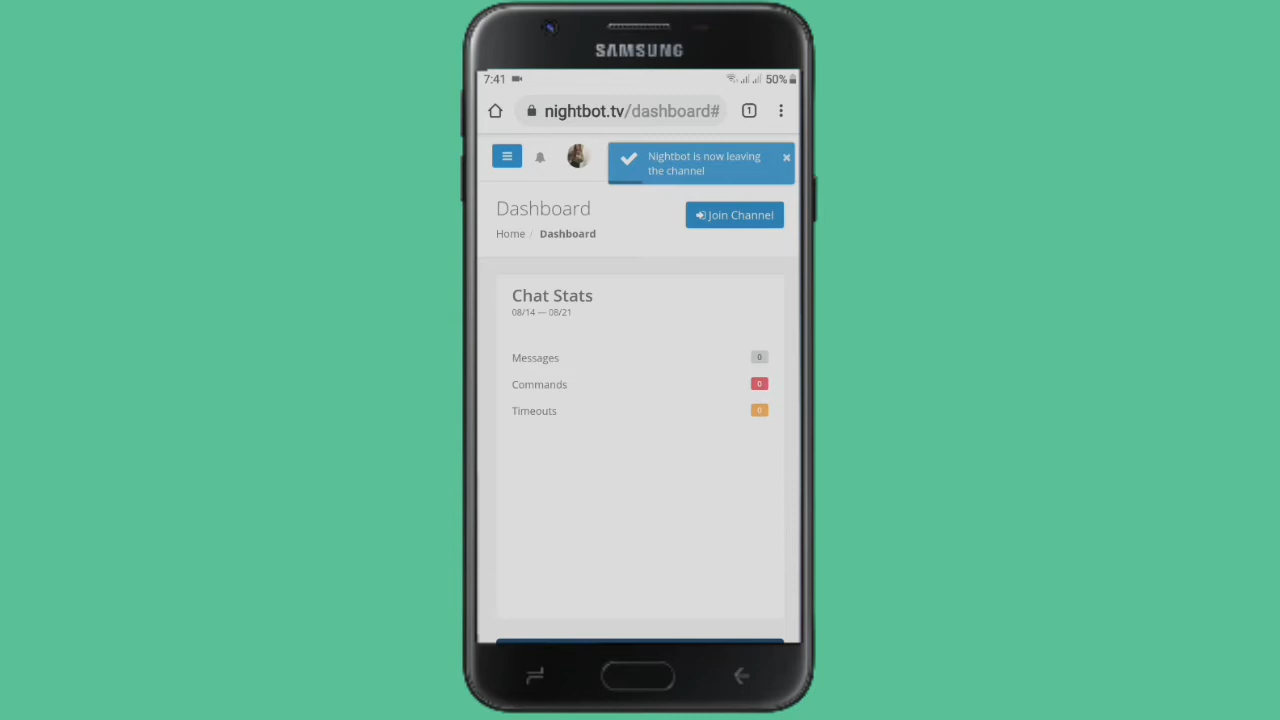 SAMSUNG
7:41 50%
nightbot.tv/dashboard# 1
Nightbot is now leaving
the channel ×
Dashboard
Join Channel
Home / Dashboard
Chat Stats
08/14 — 08/21
Messages 0
Commands 0
Timeouts 0